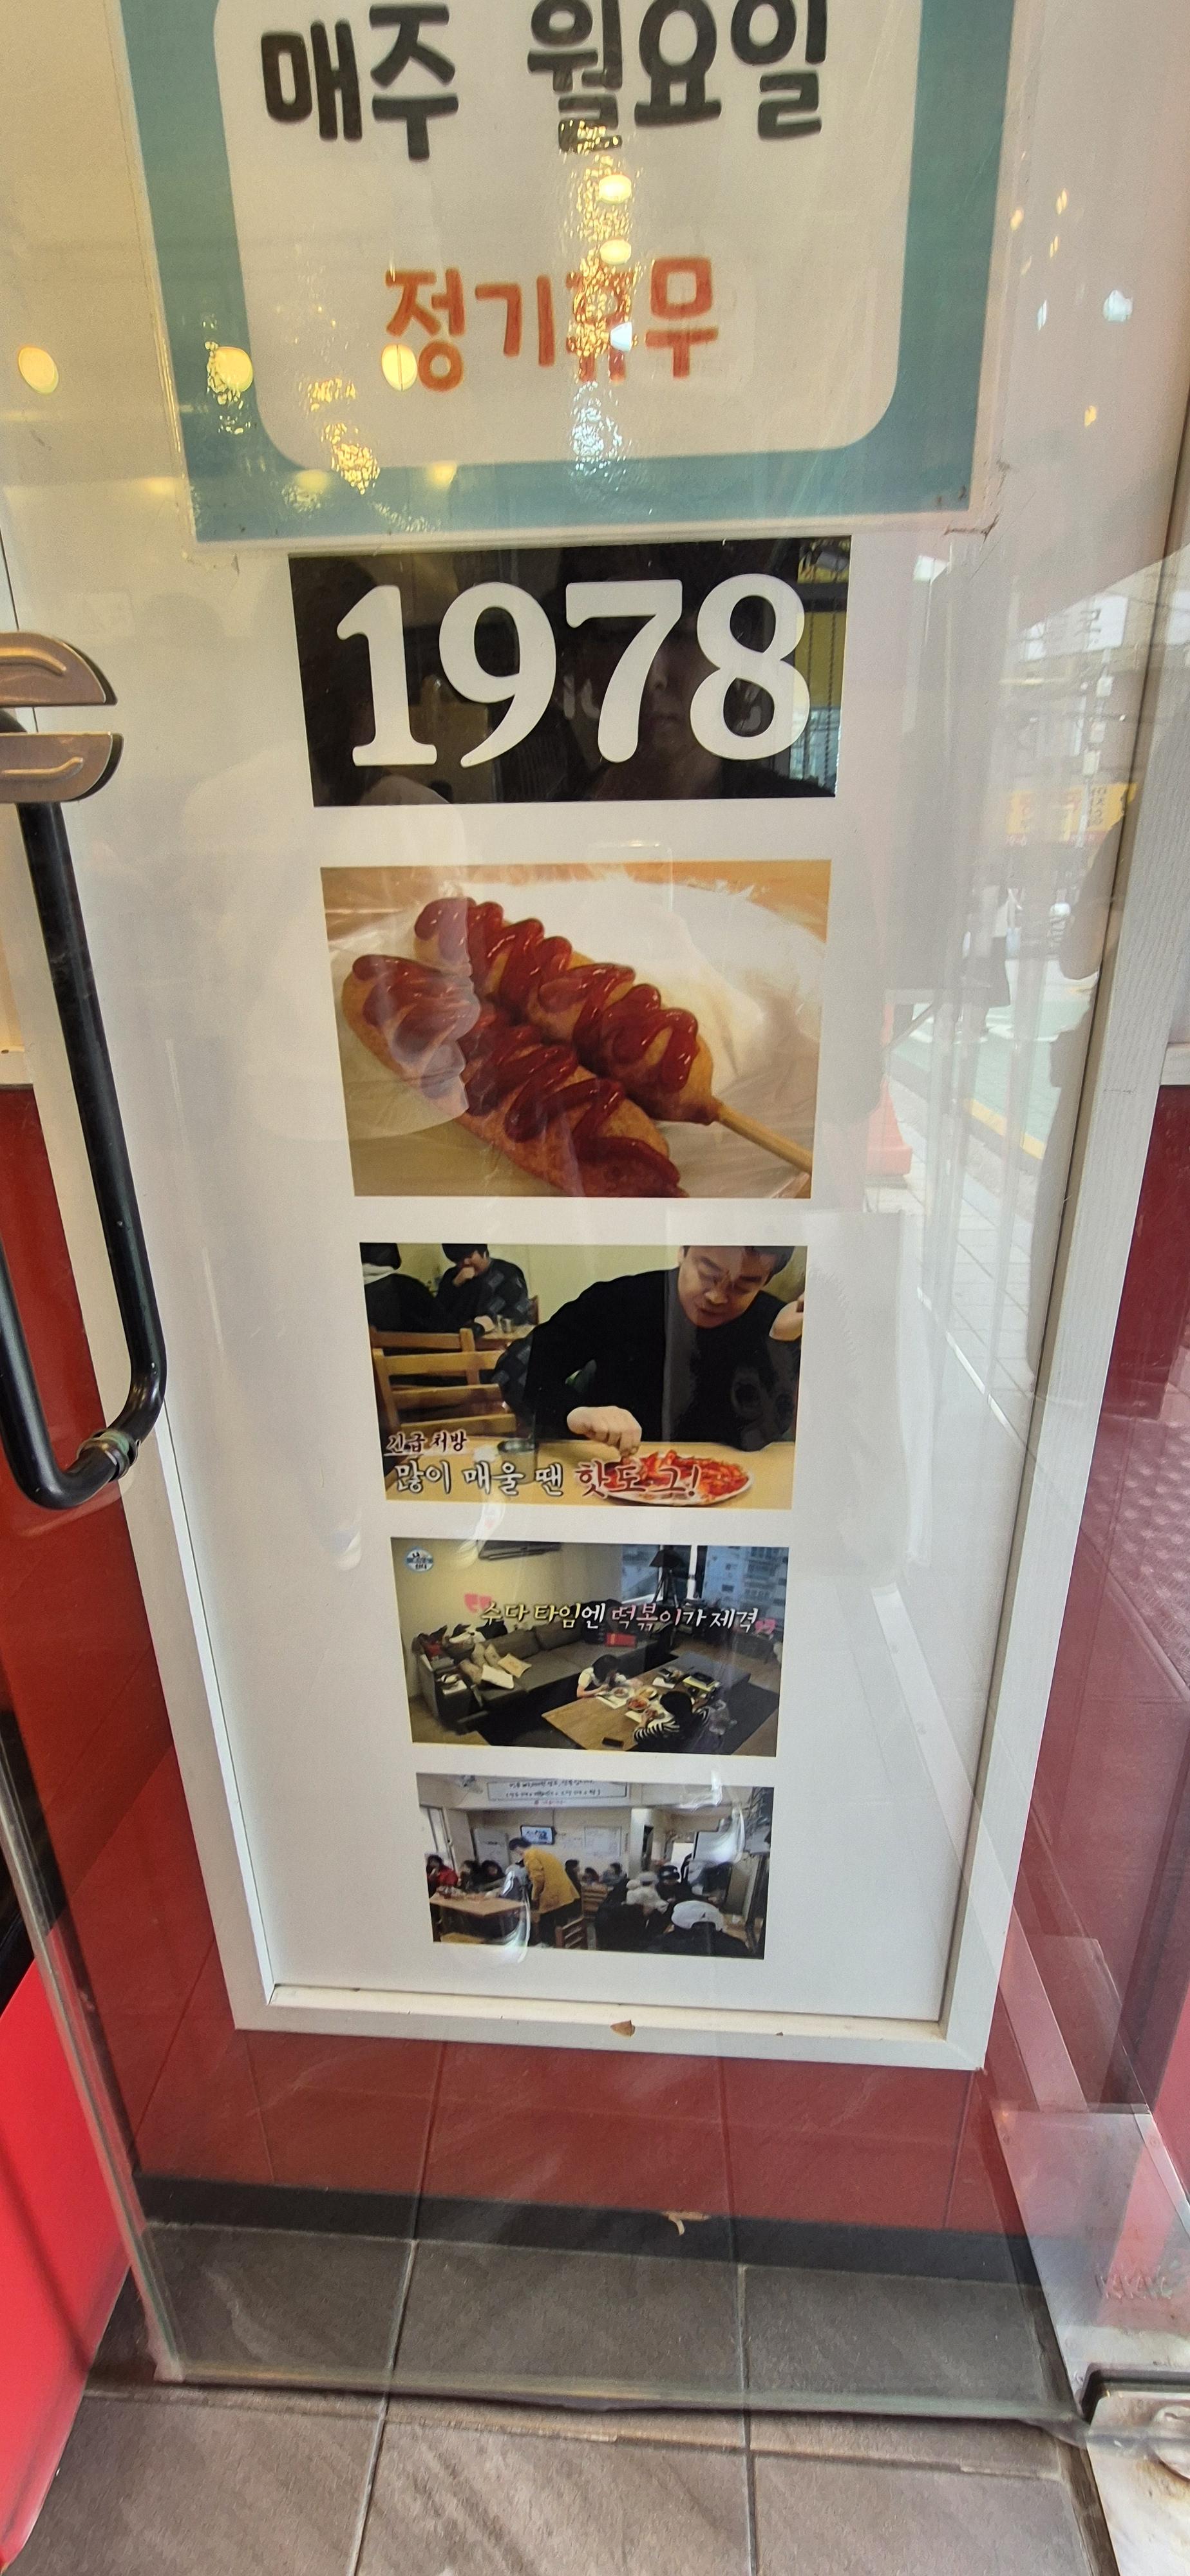 매주 월요일
정기휴무
1978
긴급 처방
많이 매울 땐 핫도그!
수다 타임엔 떡볶이가 제격